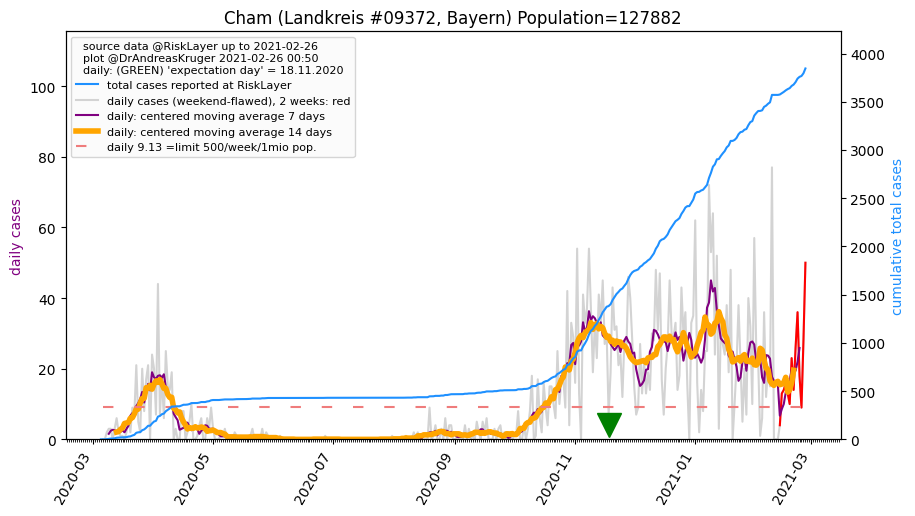 Cham (Landkreis #09372, Bayern) Population=127882
source data @RiskLayer up to 2021-02-26
plot @DrAndreasKruger 2021-02-26 00:50
daily: (GREEN) 'expectation day' = 18.11.2020
total cases reported at RiskLayer
daily cases (weekend-flawed), 2 weeks: red
daily: centered moving average 7 days
daily: centered moving average 14 days
daily 9.13 =limit 500/week/1mio pop.
daily cases
100
80
60
40
20
0
4000
3500
3000
2500
2000
1500
1000
500
0
cumulative total cases
2020-03
2020-05
2020-07
2020-09
2020-11
2021-01
2021-03